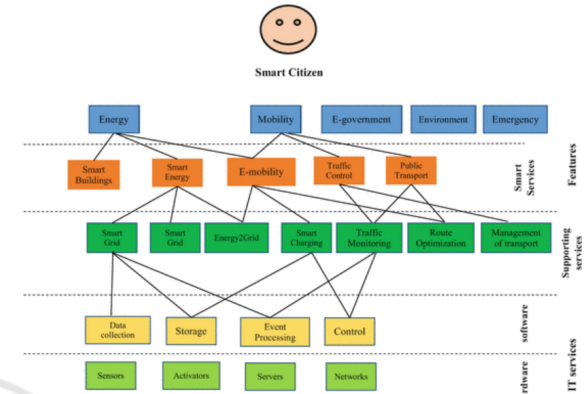 Smart Citizen
Energy
Mobility
E-government
Environment
Emergency
Smart
Buildings
Smart
Energy
E-mobility
Traffic
Control
Public
Transport
Smart
Services
Features
Smart
Grid
Smart
Grid
Energy2Grid
Smart
Charging
Traffic
Monitoring
Route
Optimization
Management
of transport
Supporting
services
Data
collection
Storage
Event
Processing
Control
software
Sensors
Activators
Servers
Networks
rdware
IT services